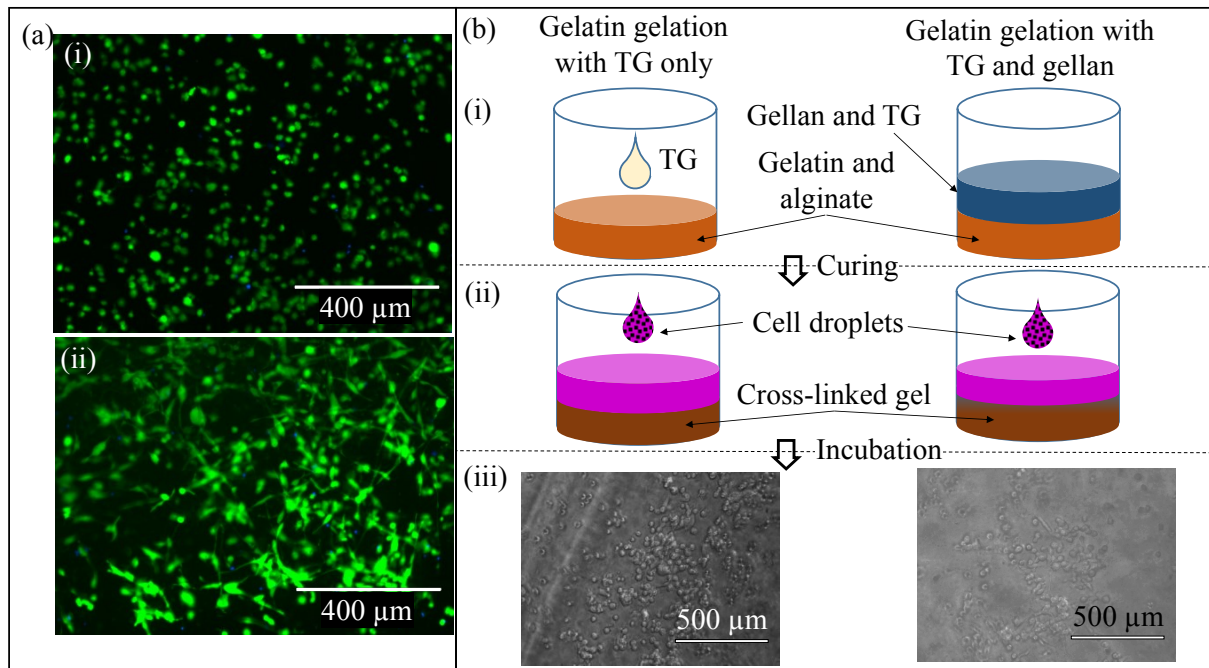 (a)
(i)
400 µm
(ii)
400 µm
(b)
Gelatin gelation
with TG only
Gelatin gelation with
TG and gellan
(i)
TG
Gellan and TG
Gelatin and
alginate
Curing
(ii)
Cell droplets
Cross-linked gel
Incubation
(iii)
500 µm
500 µm